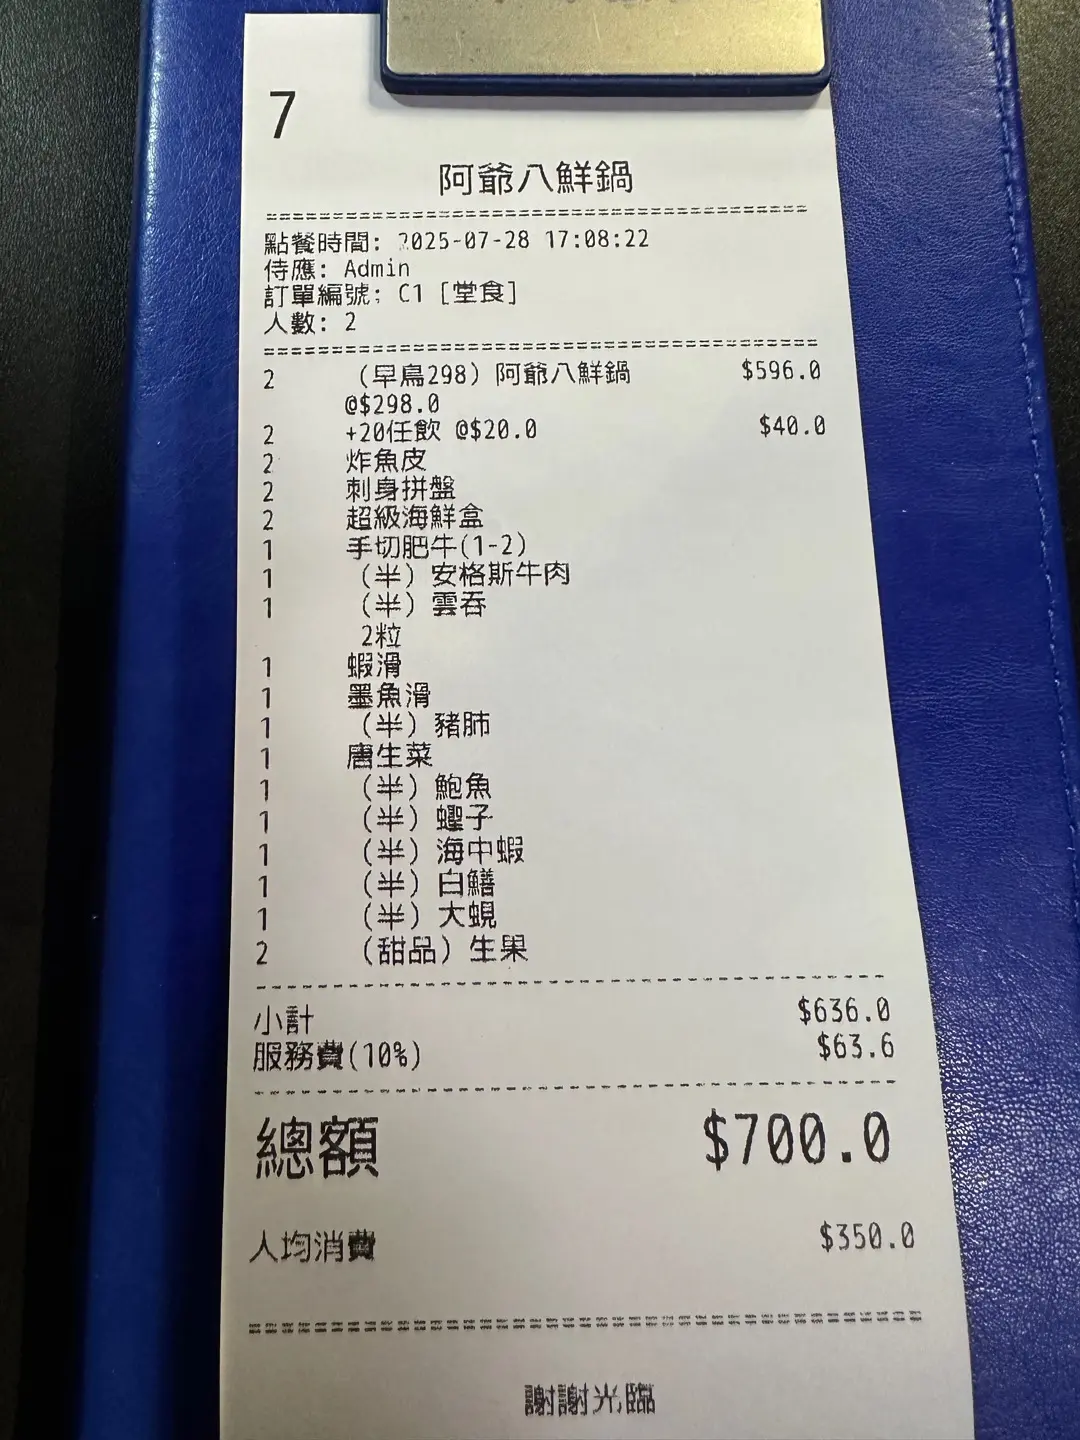 7
阿爺八鮮鍋
點餐時間: 2025-07-28 17:08:22
侍應: Admin
訂單編號: C1 [堂食]
人數: 2
2 (早鳥298) 阿爺八鮮鍋 $596.0
@$298.0
2 +20任飲 @$20.0 $40.0
2 炸魚皮
2 刺身拼盤
2 超級海鮮盒
1 手切肥牛(1-2)
1 (半) 安格斯牛肉
1 (半) 雲吞
2粒
1 蝦滑
1 墨魚滑
1 (半) 豬肺
1 唐生菜
1 (半) 鮑魚
1 (半) 蟶子
1 (半) 海中蝦
1 (半) 白鱔
1 (半) 大蜆
2 (甜品) 生果
小計 $636.0
服務費(10%) $63.6
總額 $700.0
人均消費 $350.0
謝謝光臨